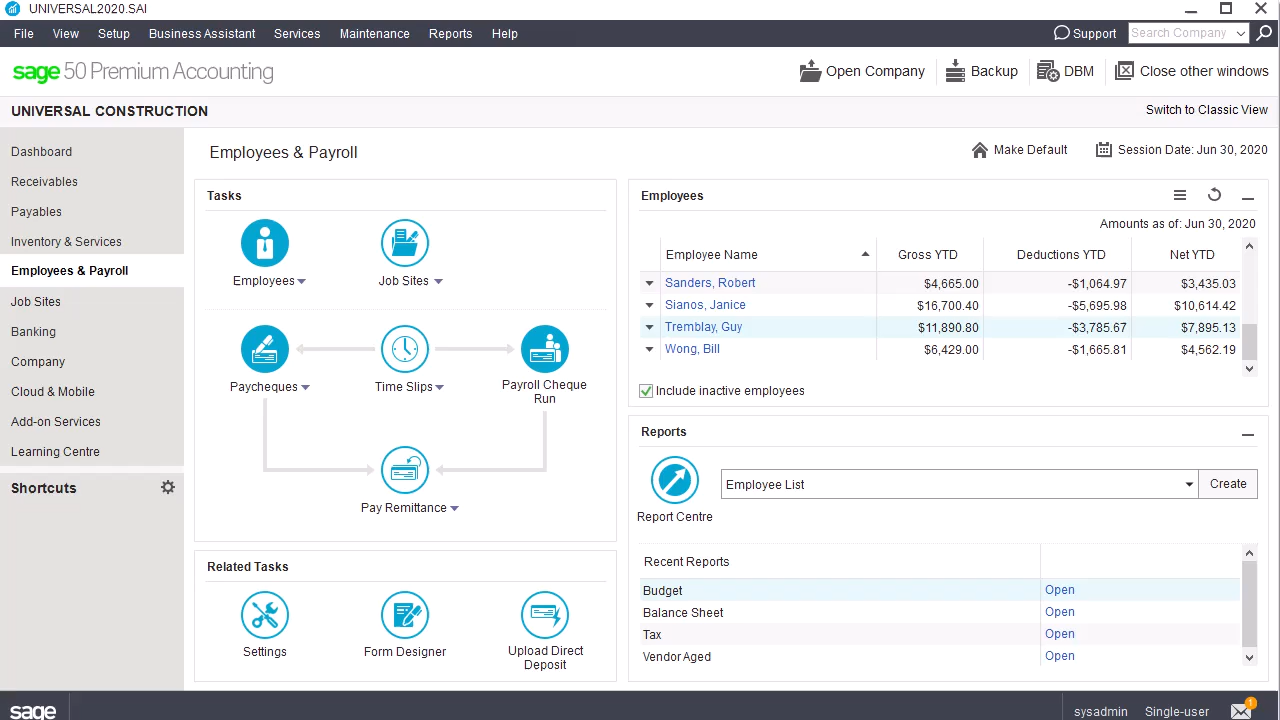 UNIVERSAL2020.SAI
File View Setup Business Assistant Services Maintenance Reports Help Support Search Company
sage 50 Premium Accounting Open Company Backup DBM Close other windows
UNIVERSAL CONSTRUCTION Switch to Classic View
Dashboard
Receivables
Payables
Inventory & Services
Employees & Payroll
Job Sites
Banking
Company
Cloud & Mobile
Add-on Services
Learning Centre
Shortcuts
Employees & Payroll Make Default Session Date: Jun 30, 2020
Tasks
Employees Job Sites
Paycheques Time Slips Payroll Cheque
Run
Pay Remittance
Related Tasks
Settings Form Designer Upload Direct
Deposit
Employees
Amounts as of: Jun 30, 2020
Employee Name Gross YTD Deductions YTD Net YTD
Sanders, Robert $4,665.00 -$1,064.97 $3,435.03
Sianos, Janice $16,700.40 -$5,695.98 $10,614.42
Tremblay, Guy $11,890.80 -$3,785.67 $7,895.13
Wong, Bill $6,429.00 -$1,665.81 $4,562.19
Include inactive employees
Reports
Employee List Create
Report Centre
Recent Reports
Budget Open
Balance Sheet Open
Tax Open
Vendor Aged Open
sage sysadmin Single-user 1